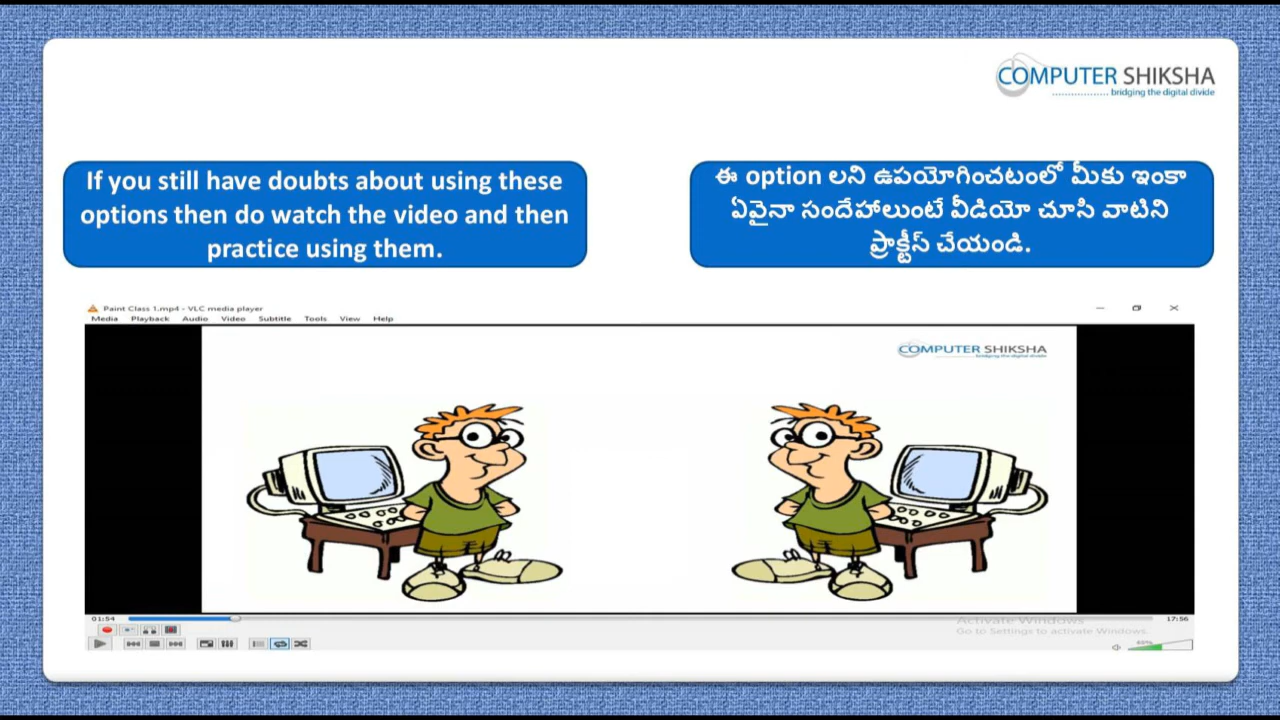 COMPUTER SHIKSHA
.................. bridging the digital divide
If you still have doubts about using these
options then do watch the video and then
practice using them.
ఈ option లని ఉపయోగించటంలో మీకు ఇంకా
ఏవైనా సందేహాలుంటే వీడియో చూసి వాటిని
ప్రాక్టీస్ చేయండి.
Paint Class 1.mp4 - VLC media player
Media Playback Audio Video Subtitle Tools View Help
COMPUTER SHIKSHA
bridging the digital divide
01:54
17:56
Activate Windows
Go to Settings to activate Windows.
65%